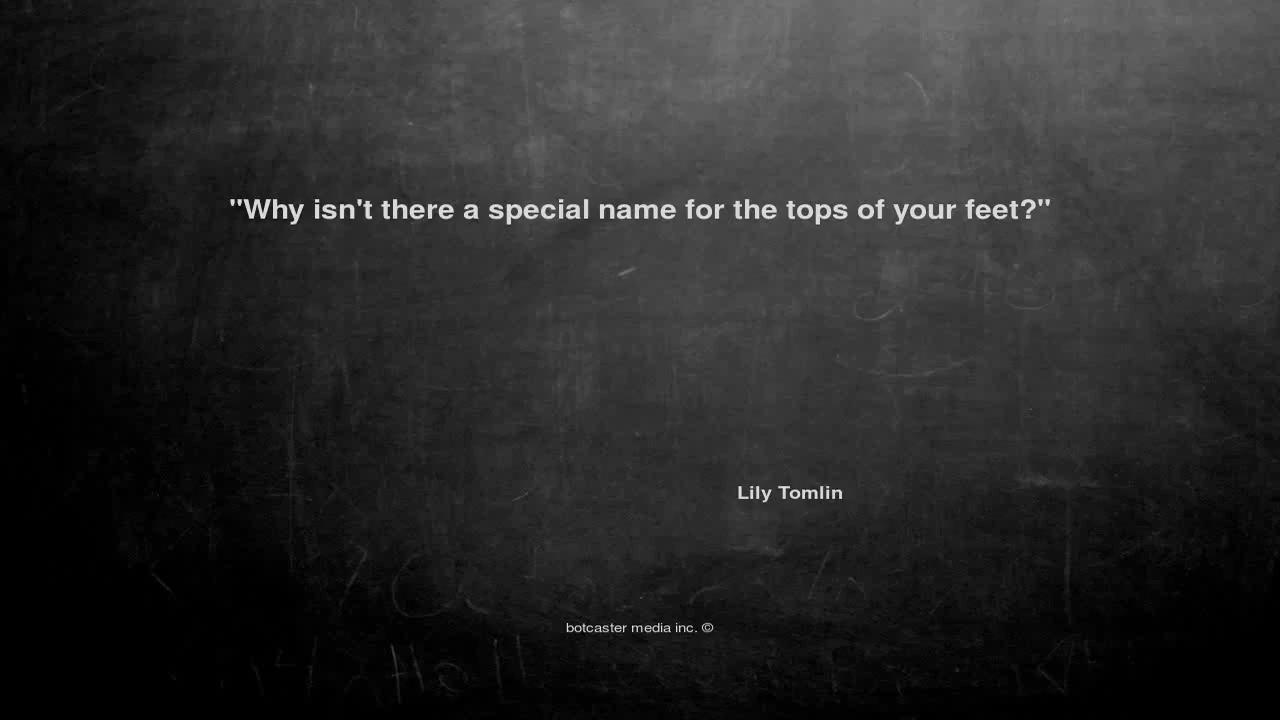 "Why isn't there a special name for the tops of your feet?"
Lily Tomlin
botcaster media inc. ©